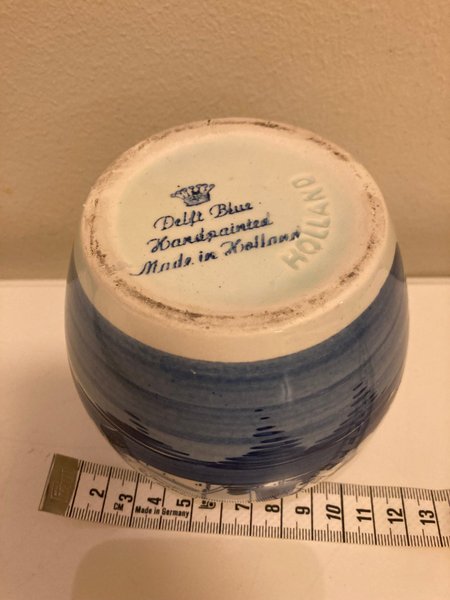 Delft Blue
Handpainted
Made in Holland
HOLLAND
2 3 4 5 6 7 8 9 10 11 12 13
CM Made in Germany